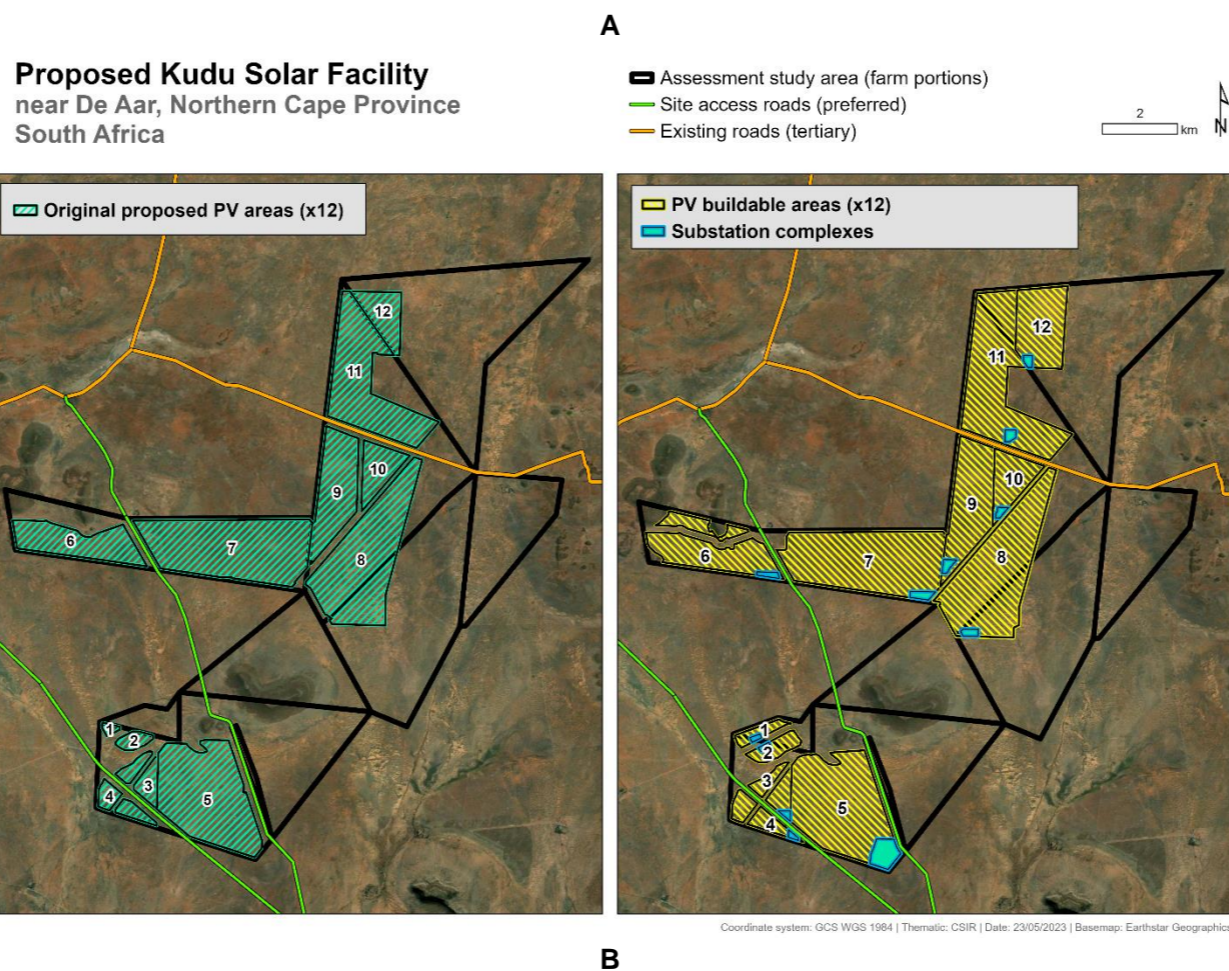 A
Proposed Kudu Solar Facility
near De Aar, Northern Cape Province
South Africa
Assessment study area (farm portions)
Site access roads (preferred)
Existing roads (tertiary)
2
km
N
Original proposed PV areas (x12)
12
11
10
9
8
7
6
1
2
3
4
5
PV buildable areas (x12)
Substation complexes
12
11
10
9
8
7
6
1
2
3
4
5
Coordinate system: GCS WGS 1984 | Thematic: CSIR | Date: 23/05/2023 | Basemap: Earthstar Geographics
B